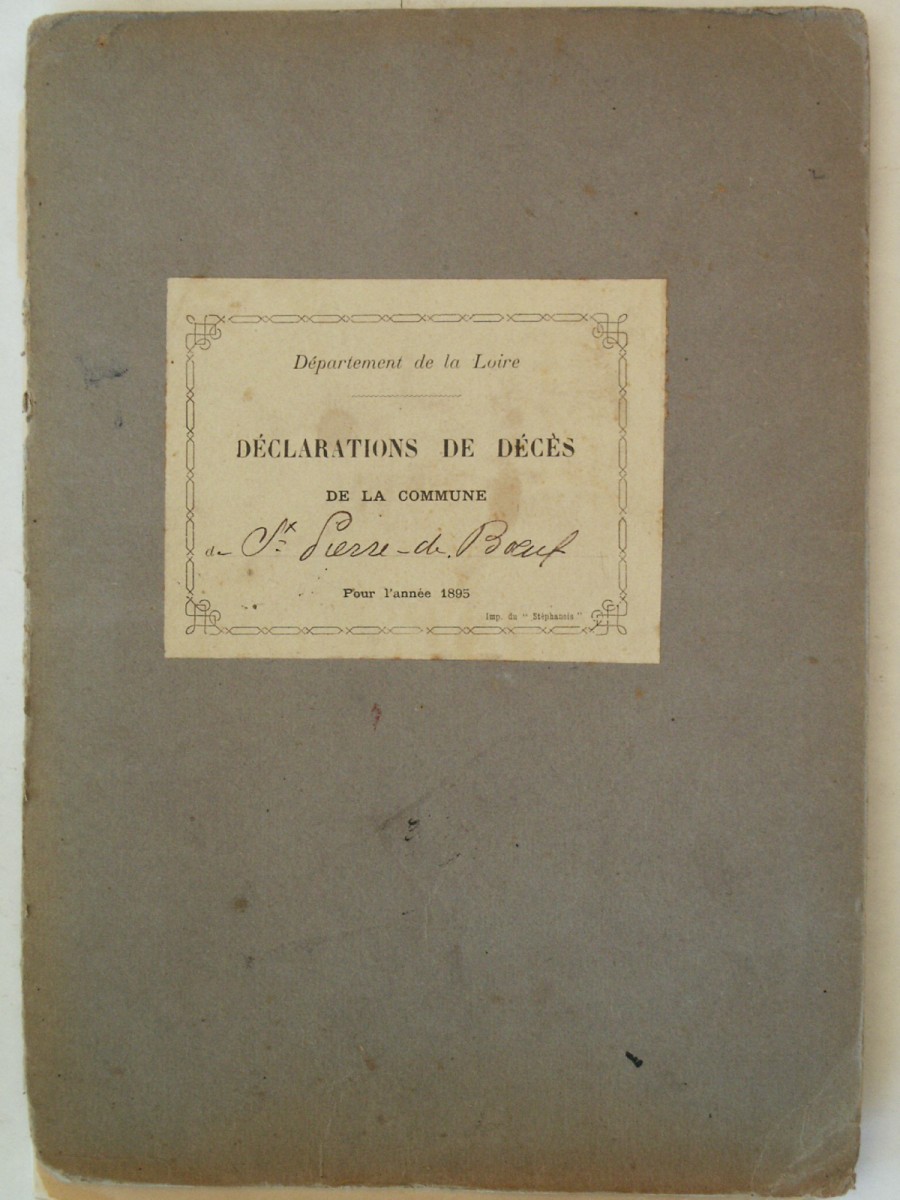 Département de la Loire
DÉCLARATIONS DE DÉCÈS
DE LA COMMUNE
de St Pierre-de-Bœuf
Pour l'année 1895
Imp. du "Stéphanois"